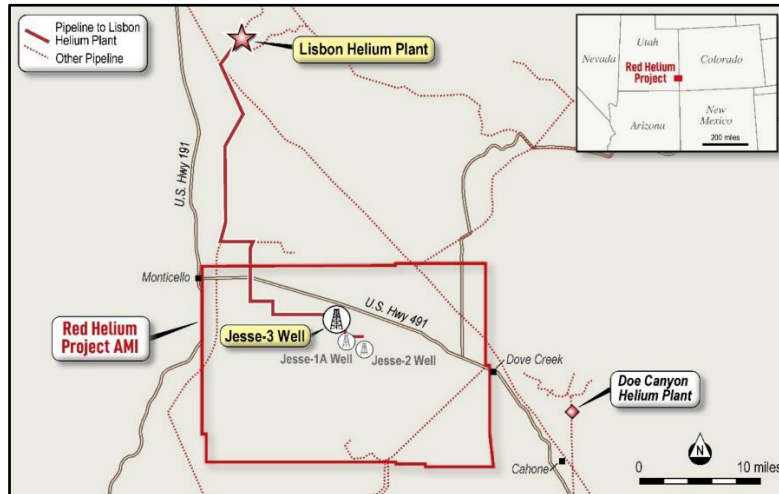 Pipeline to Lisbon
Helium Plant
Other Pipeline
Lisbon Helium Plant
Nevada
Utah
Colorado
Red Helium
Project
Arizona
New
Mexico
200 miles
U.S. Hwy 191
Monticello
U.S. Hwy 491
Red Helium
Project AMI
Jesse-3 Well
Jesse-1A Well
Jesse-2 Well
Dove Creek
Doe Canyon
Helium Plant
Cahone
N
0
10 miles